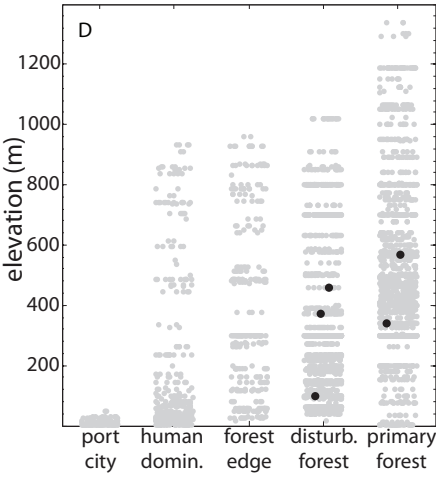 D
1200
1000
800
600
400
200
elevation (m)
port human forest disturb. primary
city domin. edge forest forest